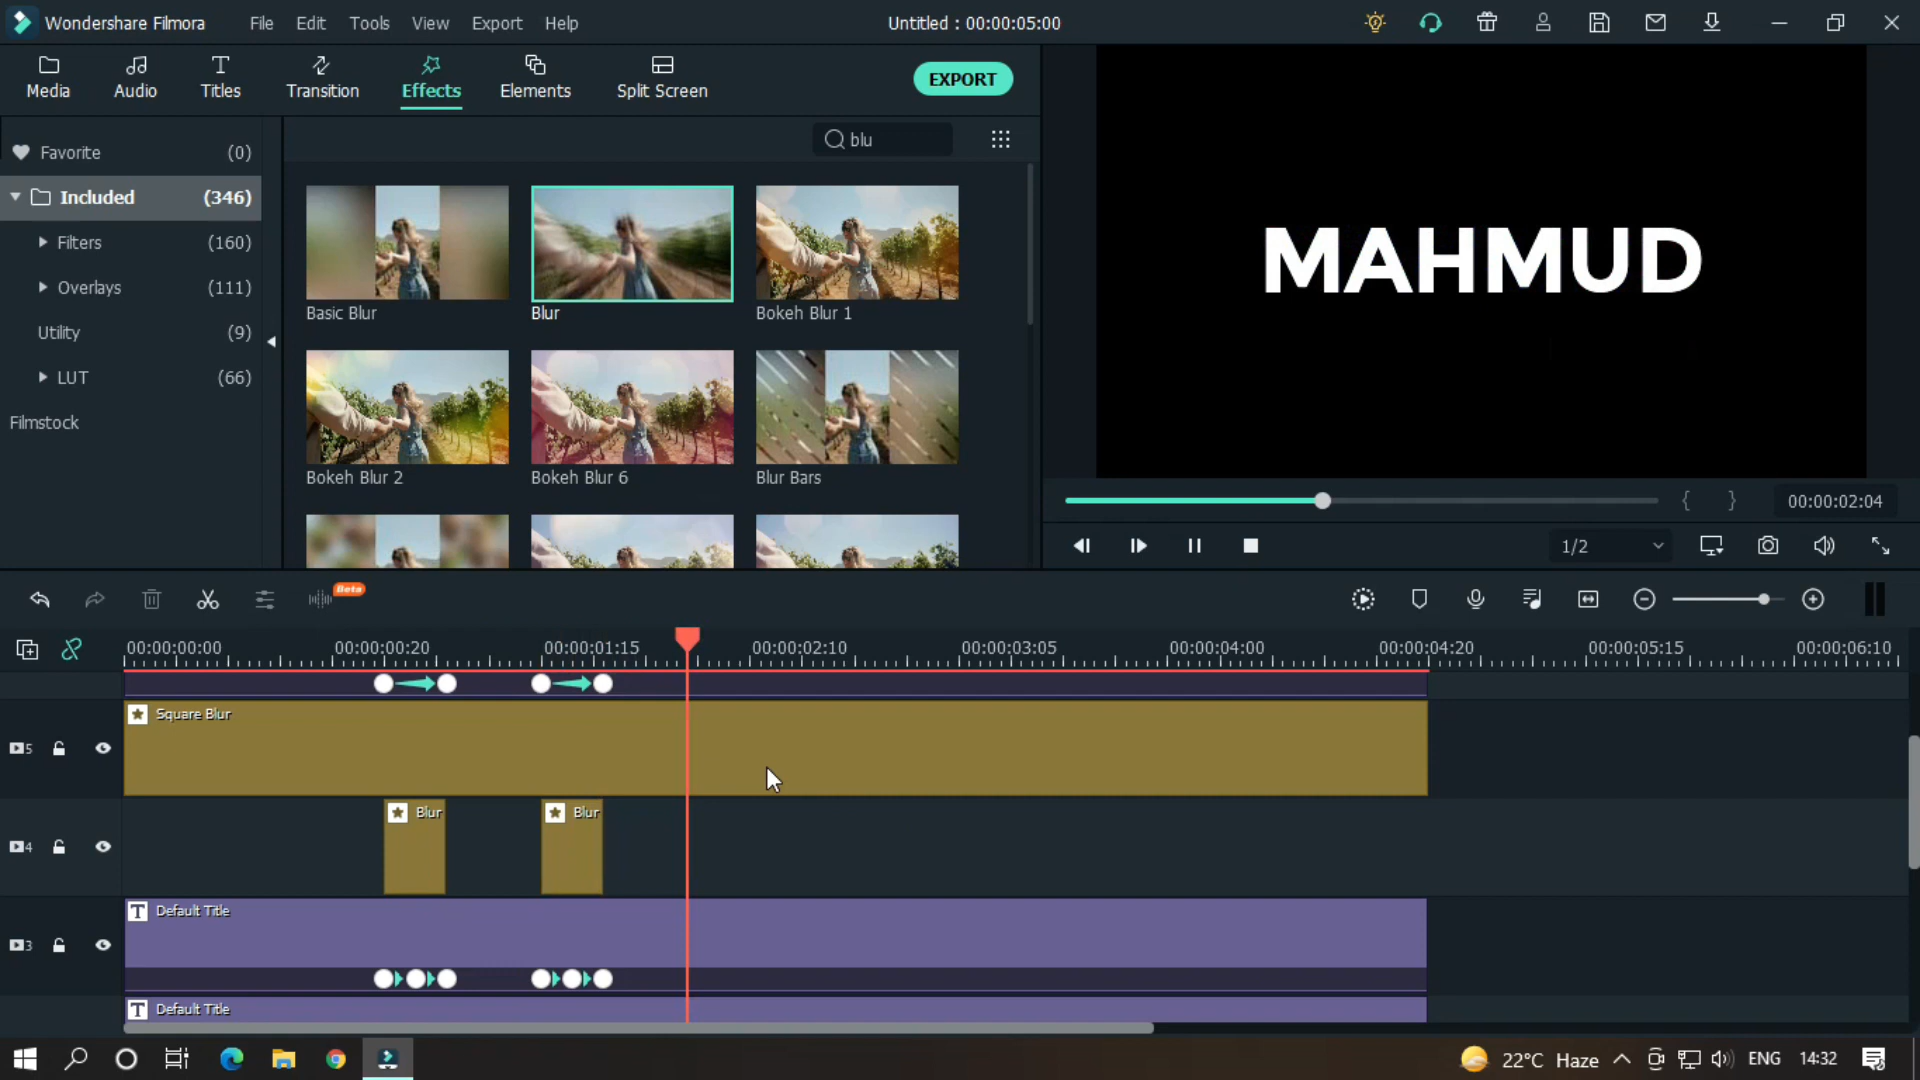 Wondershare Filmora File Edit Tools View Export Help Untitled : 00:00:05:00
Media Audio Titles Transition Effects Elements Split Screen EXPORT
Favorite (0)
Included (346)
Filters (160)
Overlays (111)
Utility (9)
LUT (66)
Filmstock
blu
Basic Blur Blur Bokeh Blur 1
Bokeh Blur 2 Bokeh Blur 6 Blur Bars
MAHMUD
{ } 00:00:02:04
1/2
Beta
00:00:00:00 00:00:00:20 00:00:01:15 00:00:02:10 00:00:03:05 00:00:04:00 00:00:04:20 00:00:05:15 00:00:06:10
Square Blur
5
Blur Blur
4
Default Title
3
Default Title
22°C Haze ENG 14:32